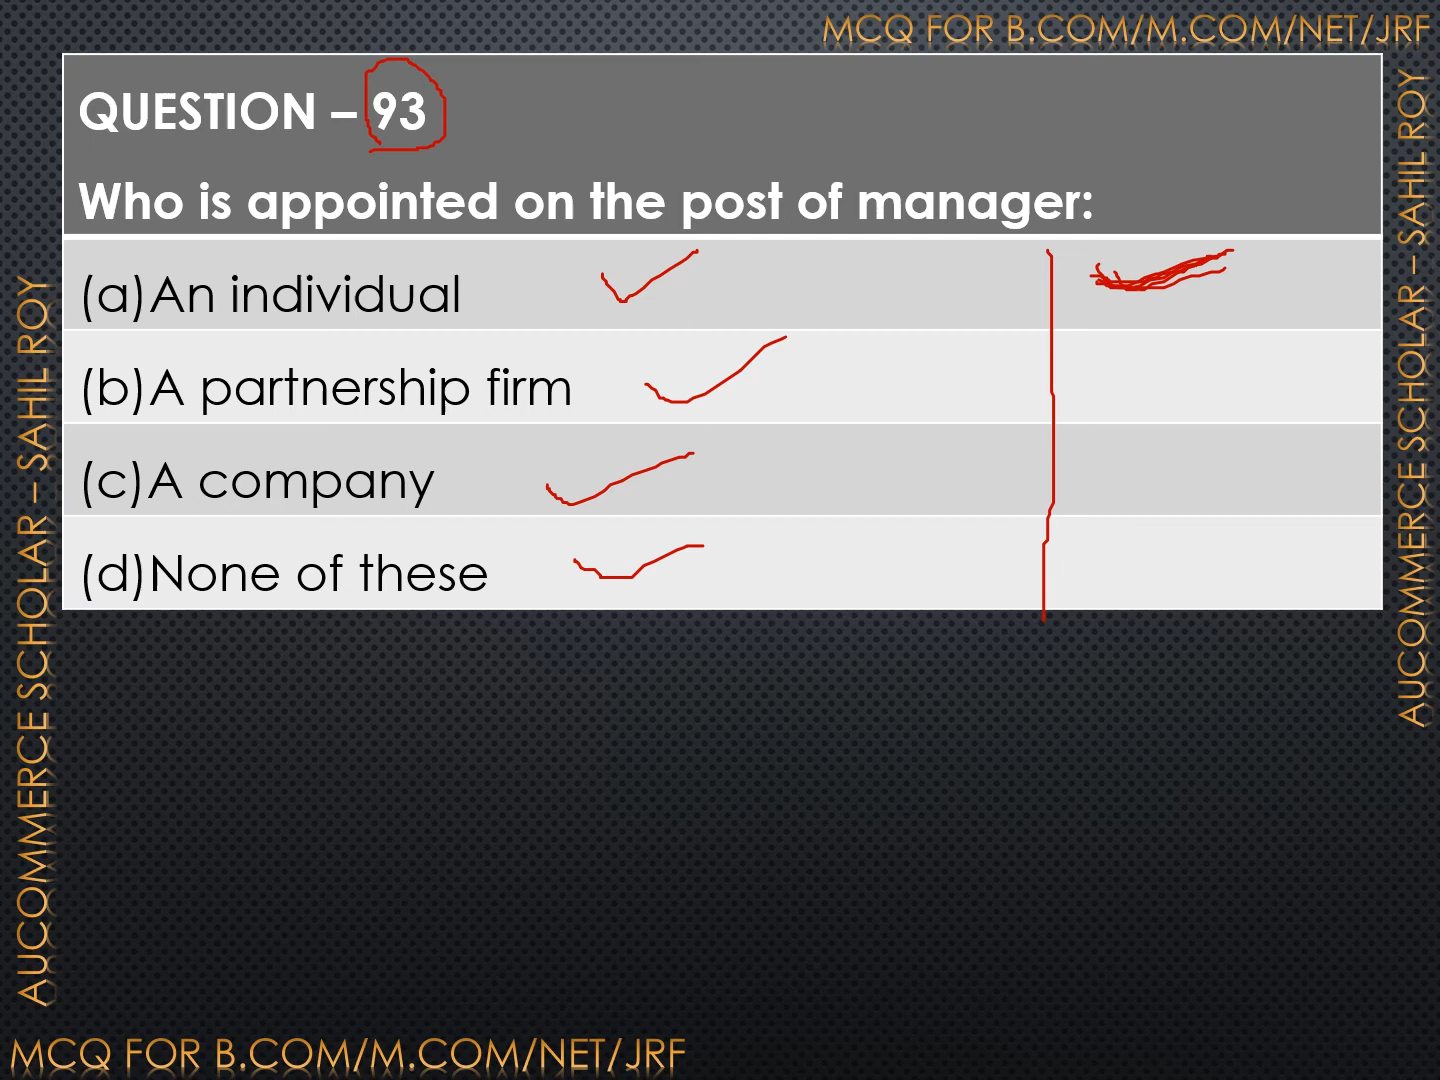 MCQ FOR B.COM/M.COM/NET/JRF
QUESTION – 93
Who is appointed on the post of manager:
(a)An individual
(b)A partnership firm
(c)A company
(d)None of these
AUCOMMERCE SCHOLAR – SAHIL ROY
AUCOMMERCE SCHOLAR – SAHIL ROY
MCQ FOR B.COM/M.COM/NET/JRF